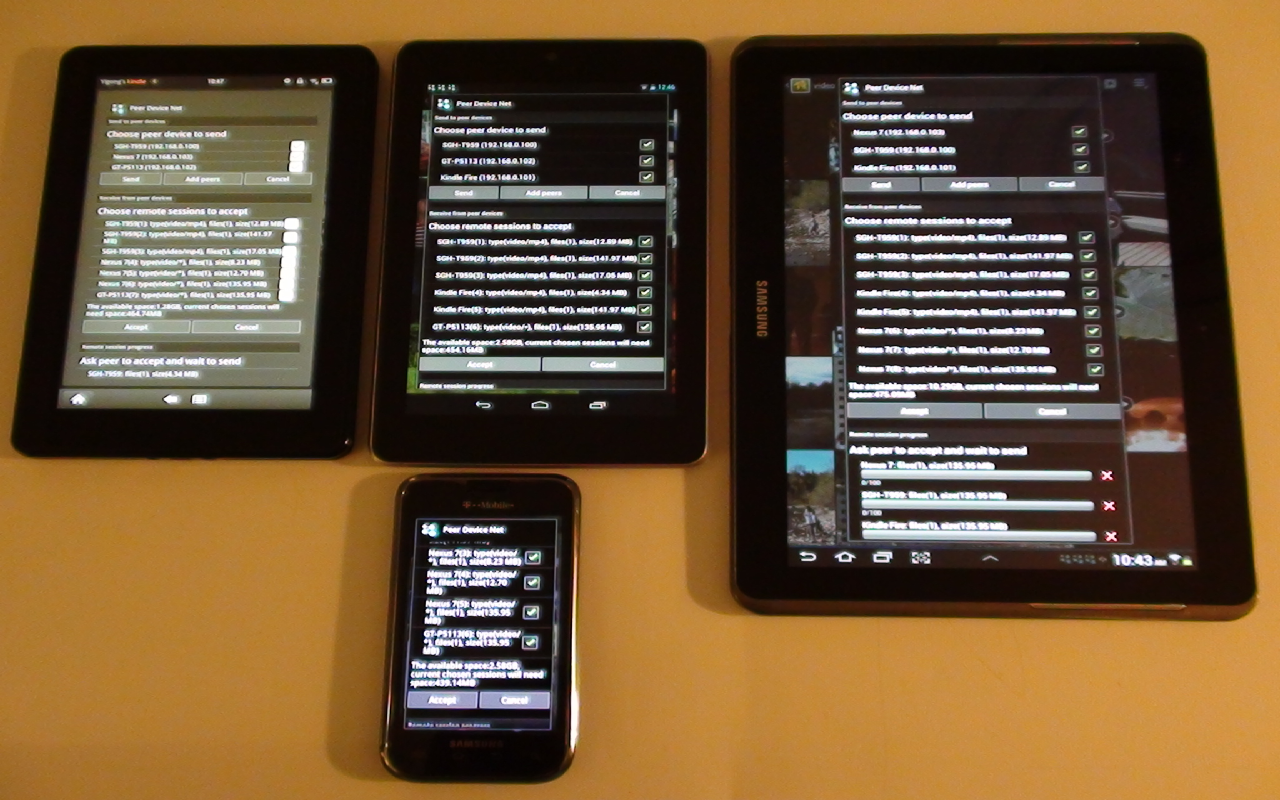 Yigong's Kindle
10:47
Peer Device Net
Send to peer devices
Choose peer device to send
SGH-T959 (192.168.0.100)
Nexus 7 (192.168.0.103)
GT-P5113 (192.168.0.102)
Send Add peers Cancel
Receive from peer devices
Choose remote sessions to accept
SGH-T959(1): type(video/mp4), files(1), size(12.89 MB)
SGH-T959(2): type(video/mp4), files(1), size(141.97
MB)
SGH-T959(3): type(video/mp4), files(1), size(17.05 MB)
Nexus 7(4): type(video/*), files(1), size(8.23 MB)
Nexus 7(5): type(video/*), files(1), size(12.70 MB)
Nexus 7(6): type(video/*), files(1), size(135.95 MB)
GT-P5113(7): type(video/*), files(1), size(135.95 MB)
The available space:1.28GB, current chosen sessions will
need space:464.74MB
Accept Cancel
Remote session progress
Ask peer to accept and wait to send
SGH-T959: files(1), size(4.34 MB)
12:46
Peer Device Net
Send to peer devices
Choose peer device to send
SGH-T959 (192.168.0.100)
GT-P5113 (192.168.0.102)
Kindle Fire (192.168.0.101)
Send Add peers Cancel
Receive from peer devices
Choose remote sessions to accept
SGH-T959(1): type(video/mp4), files(1), size(12.89 MB)
SGH-T959(2): type(video/mp4), files(1), size(141.97 MB)
SGH-T959(3): type(video/mp4), files(1), size(17.05 MB)
Kindle Fire(4): type(video/mp4), files(1), size(4.34 MB)
Kindle Fire(5): type(video/mp4), files(1), size(141.97 MB)
GT-P5113(6): type(video/*), files(1), size(135.95 MB)
The available space:2.58GB, current chosen sessions will need
space:454.16MB
Accept Cancel
Remote session progress
video
Peer Device Net
Send to peer devices
Choose peer device to send
Nexus 7 (192.168.0.103)
SGH-T959 (192.168.0.100)
Kindle Fire (192.168.0.101)
Send Add peers Cancel
Receive from peer devices
Choose remote sessions to accept
SGH-T959(1): type(video/mp4), files(1), size(12.89 MB)
SGH-T959(2): type(video/mp4), files(1), size(141.97 MB)
SGH-T959(3): type(video/mp4), files(1), size(17.05 MB)
Kindle Fire(4): type(video/mp4), files(1), size(4.34 MB)
Kindle Fire(5): type(video/mp4), files(1), size(141.97 MB)
Nexus 7(6): type(video/*), files(1), size(8.23 MB)
Nexus 7(7): type(video/*), files(1), size(12.70 MB)
Nexus 7(8): type(video/*), files(1), size(135.95 MB)
The available space:10.29GB, current chosen sessions will need
Accept Cancel
Remote session progress
Ask peer to accept and wait to send
Nexus 7: files(1), size(135.95 MB)
0/100
SGH-T959: files(1), size(135.95 MB)
0/100
Kindle Fire: files(1), size(135.95 MB)
10:43
SAMSUNG
T-Mobile
Peer Device Net
Nexus 7(3): type(video/
*), files(1), size(8.23 MB)
Nexus 7(4): type(video/
*), files(1), size(12.70
MB)
Nexus 7(5): type(video/
*), files(1), size(135.95
MB)
GT-P5113(6): type(video/
*), files(1), size(135.95
MB)
The available space:2.58GB,
current chosen sessions will need
space:439.14MB
Accept Cancel
Remote session progress
SAMSUNG